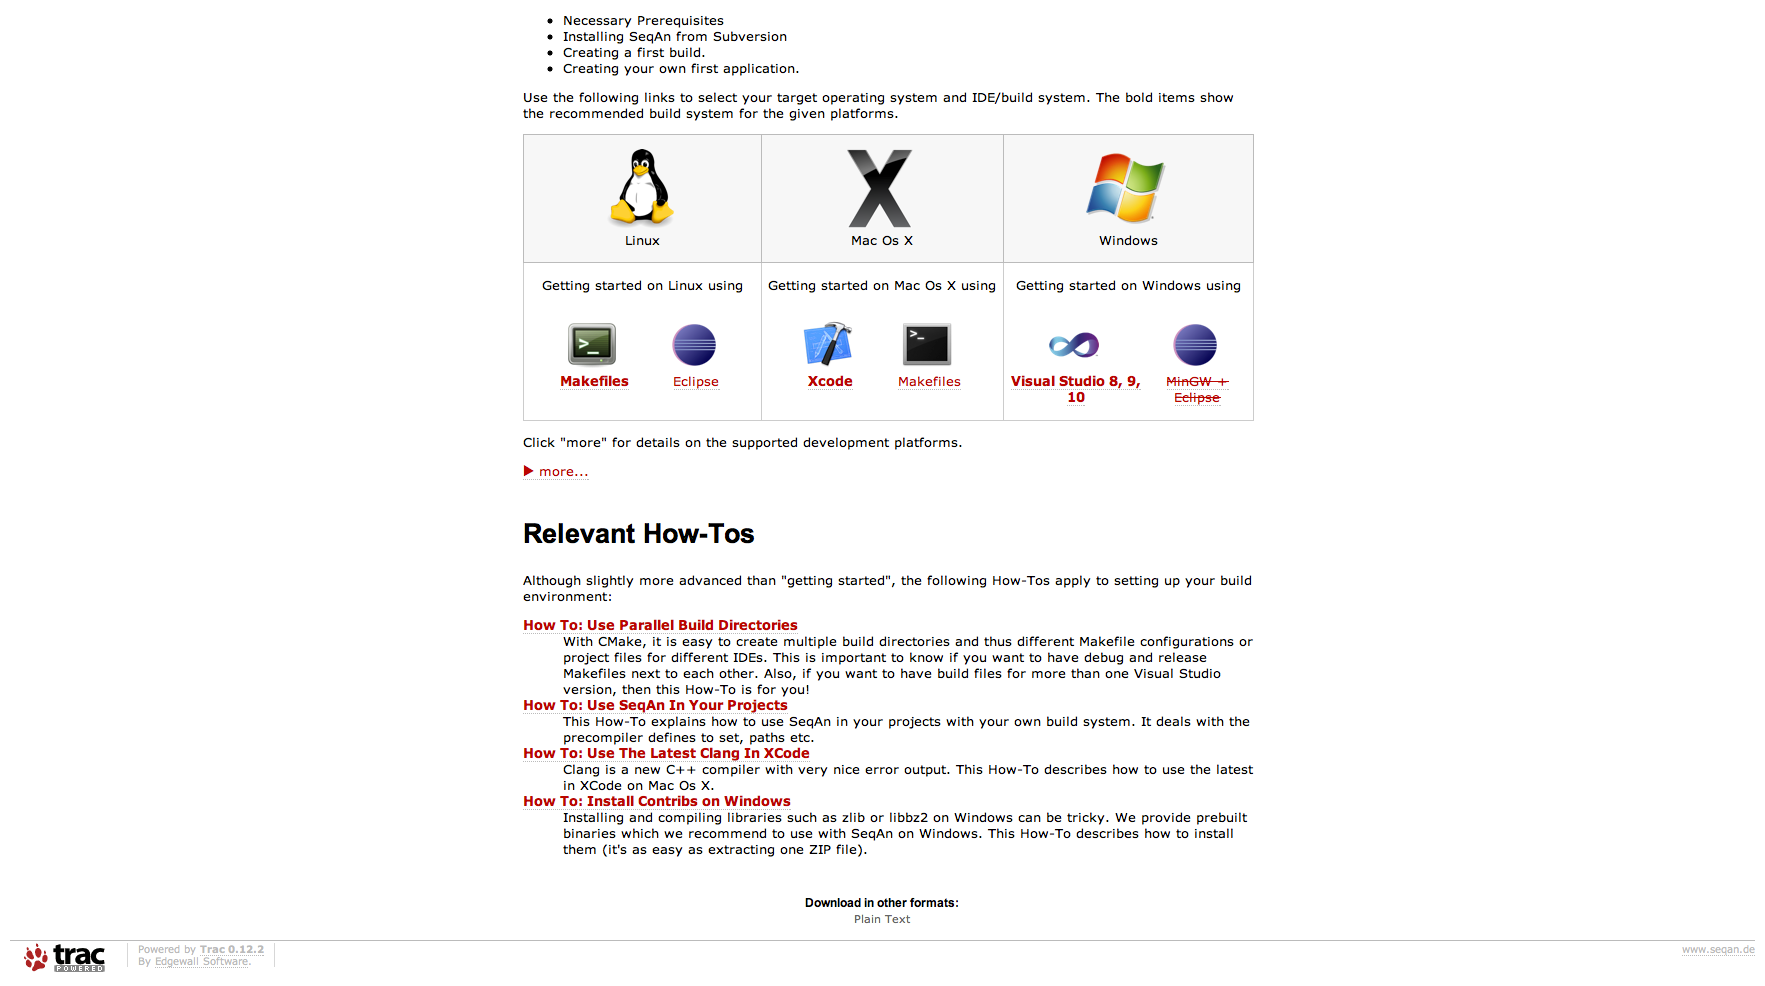 Necessary Prerequisites
Installing SeqAn from Subversion
Creating a first build.
Creating your own first application.
Use the following links to select your target operating system and IDE/build system. The bold items show
the recommended build system for the given platforms.
Linux
Mac Os X
Windows
Getting started on Linux using
Getting started on Mac Os X using
Getting started on Windows using
Makefiles
Eclipse
Xcode
Makefiles
Visual Studio 8, 9,
10
MinGW +
Eclipse
Click "more" for details on the supported development platforms.
more...
Relevant How-Tos
Although slightly more advanced than "getting started", the following How-Tos apply to setting up your build
environment:
How To: Use Parallel Build Directories
With CMake, it is easy to create multiple build directories and thus different Makefile configurations or
project files for different IDEs. This is important to know if you want to have debug and release
Makefiles next to each other. Also, if you want to have build files for more than one Visual Studio
version, then this How-To is for you!
How To: Use SeqAn In Your Projects
This How-To explains how to use SeqAn in your projects with your own build system. It deals with the
precompiler defines to set, paths etc.
How To: Use The Latest Clang In XCode
Clang is a new C++ compiler with very nice error output. This How-To describes how to use the latest
in XCode on Mac Os X.
How To: Install Contribs on Windows
Installing and compiling libraries such as zlib or libbz2 on Windows can be tricky. We provide prebuilt
binaries which we recommend to use with SeqAn on Windows. This How-To describes how to install
them (it's as easy as extracting one ZIP file).
Download in other formats:
Plain Text
trac
POWERED
Powered by Trac 0.12.2
By Edgewall Software.
www.seqan.de